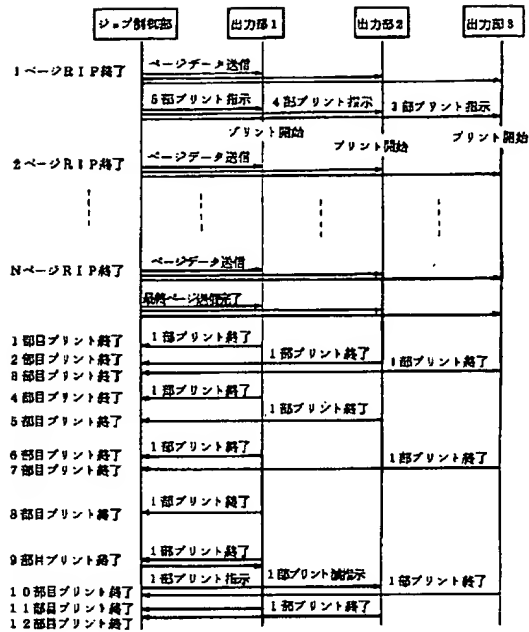 ジョブ制御部 出力部1 出力部2 出力部3
1ページRIP終了
ページデータ送信
5部プリント指示 4部プリント指示 3部プリント指示
プリント開始 プリント開始 プリント開始
2ページRIP終了
ページデータ送信
NページRIP終了
ページデータ送信
最終ページ送信完了
1部目プリント終了 1部プリント終了
2部目プリント終了 1部プリント終了
3部目プリント終了 1部プリント終了
4部目プリント終了 1部プリント終了
5部目プリント終了 1部プリント終了
6部目プリント終了 1部プリント終了
7部目プリント終了 1部プリント終了
8部目プリント終了 1部プリント終了
9部目プリント終了 1部プリント終了
1部プリント指示 1部プリント減指示
10部目プリント終了 1部プリント終了
11部目プリント終了 1部プリント終了
12部目プリント終了